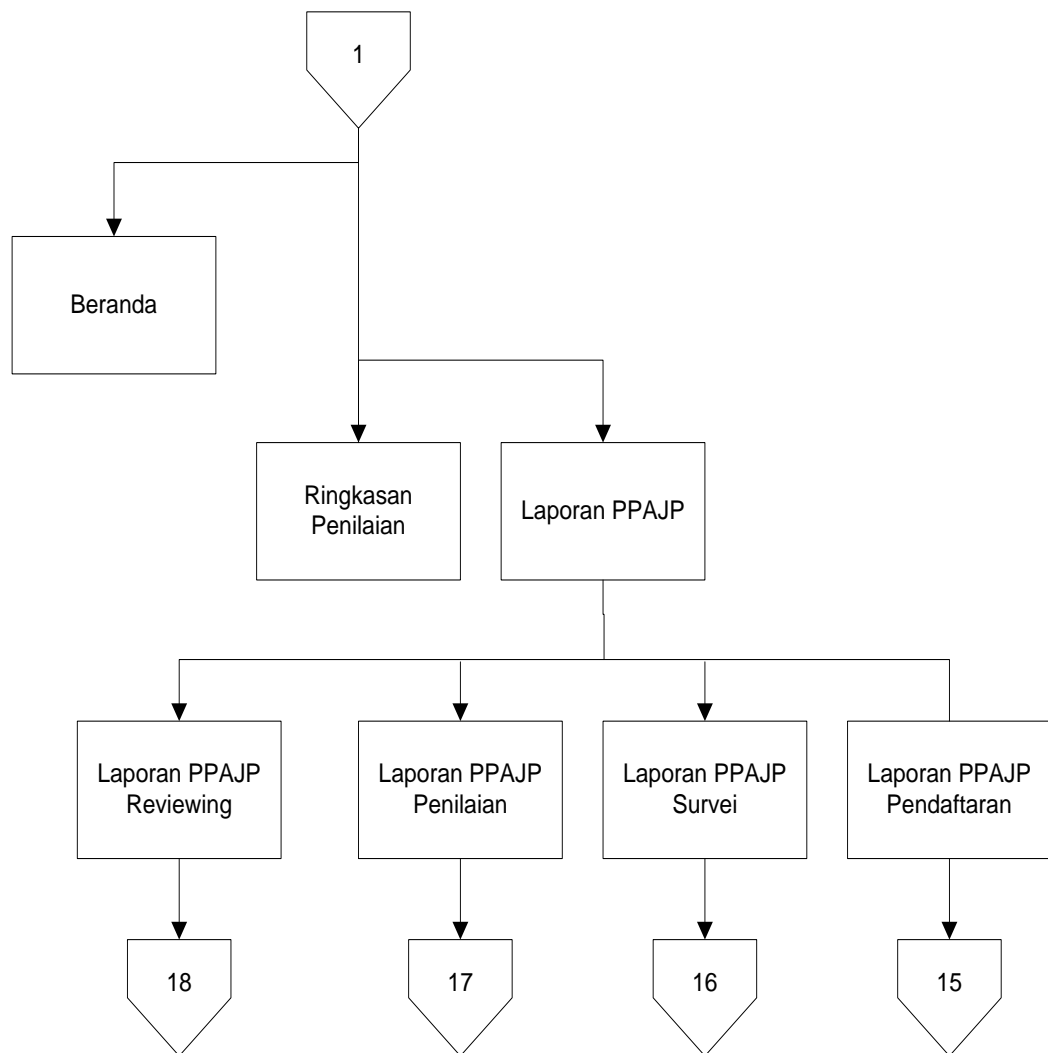 1
Beranda
Ringkasan
Penilaian
Laporan PPAJP
Laporan PPAJP
Reviewing
Laporan PPAJP
Penilaian
Laporan PPAJP
Survei
Laporan PPAJP
Pendaftaran
18
17
16
15